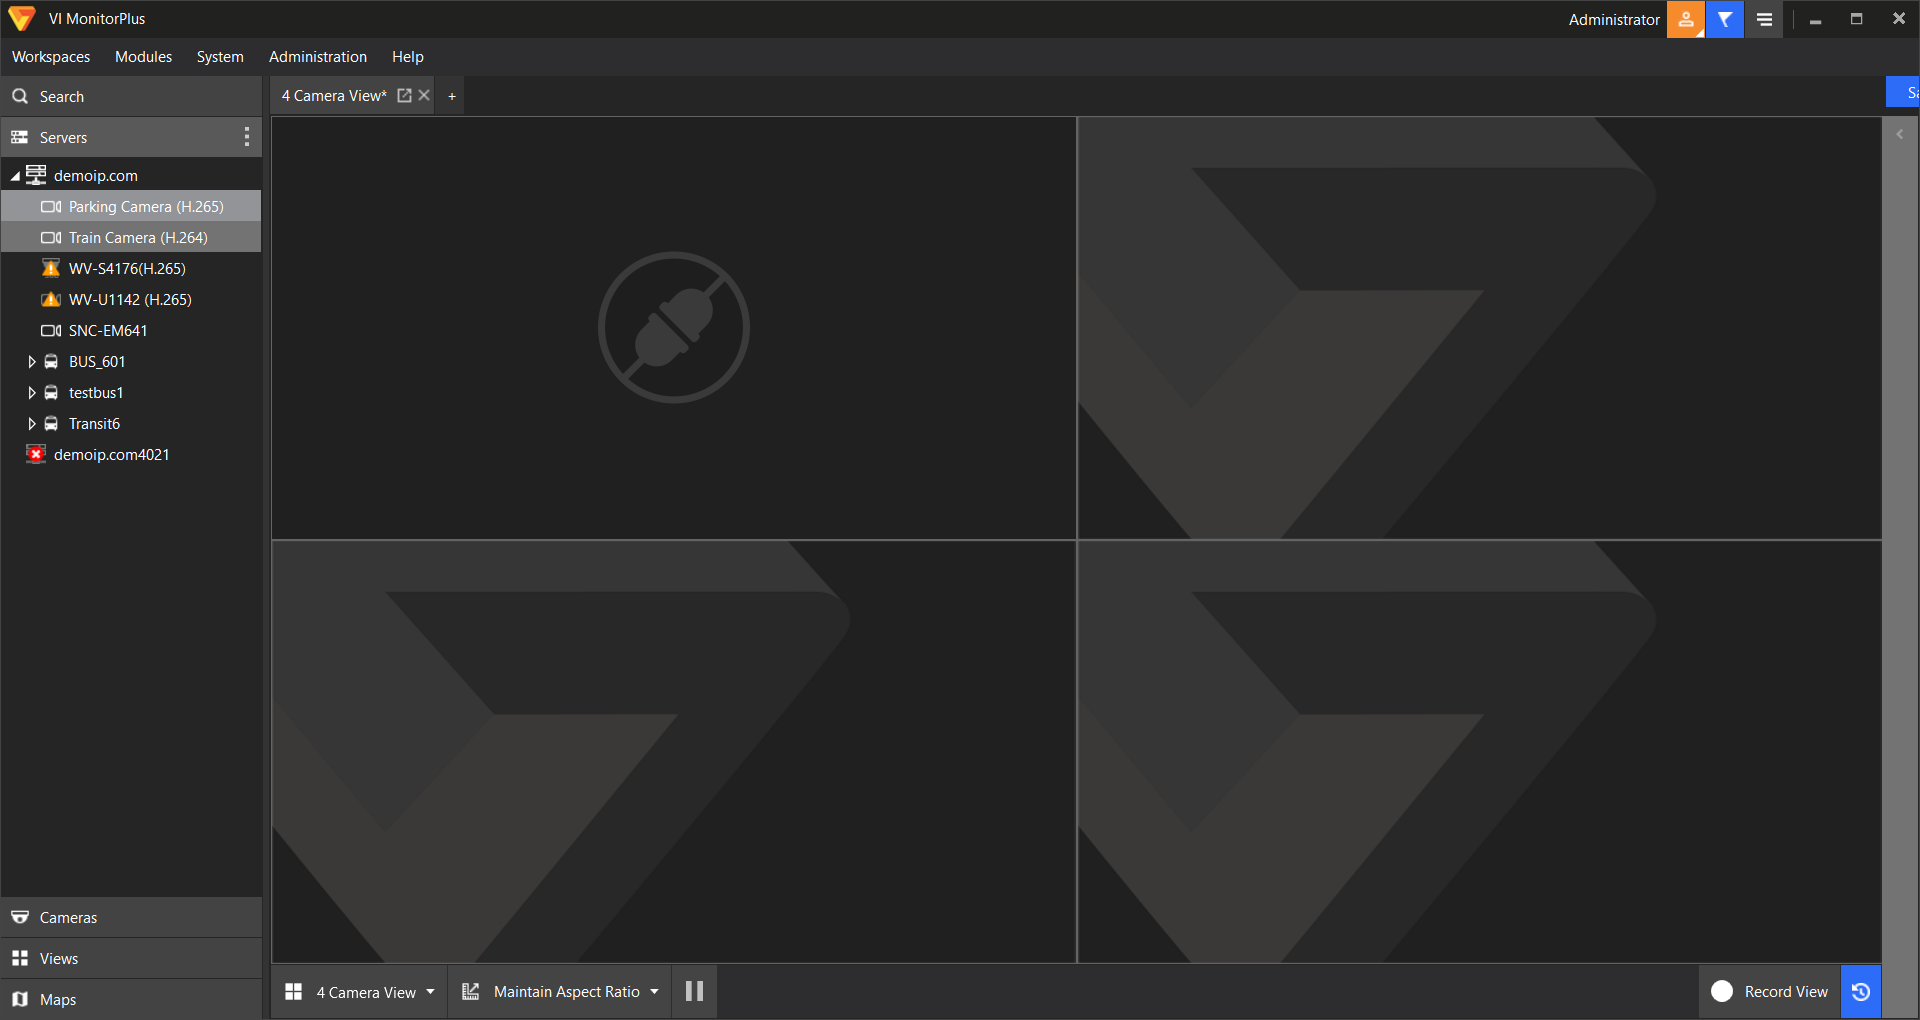 VI MonitorPlus
Administrator
Workspaces Modules System Administration Help
Search
4 Camera View* +
Sa
Servers
demoip.com
Parking Camera (H.265)
Train Camera (H.264)
WV-S4176(H.265)
WV-U1142 (H.265)
SNC-EM641
BUS_601
testbus1
Transit6
demoip.com4021
Cameras
Views
Maps
4 Camera View
Maintain Aspect Ratio
Record View